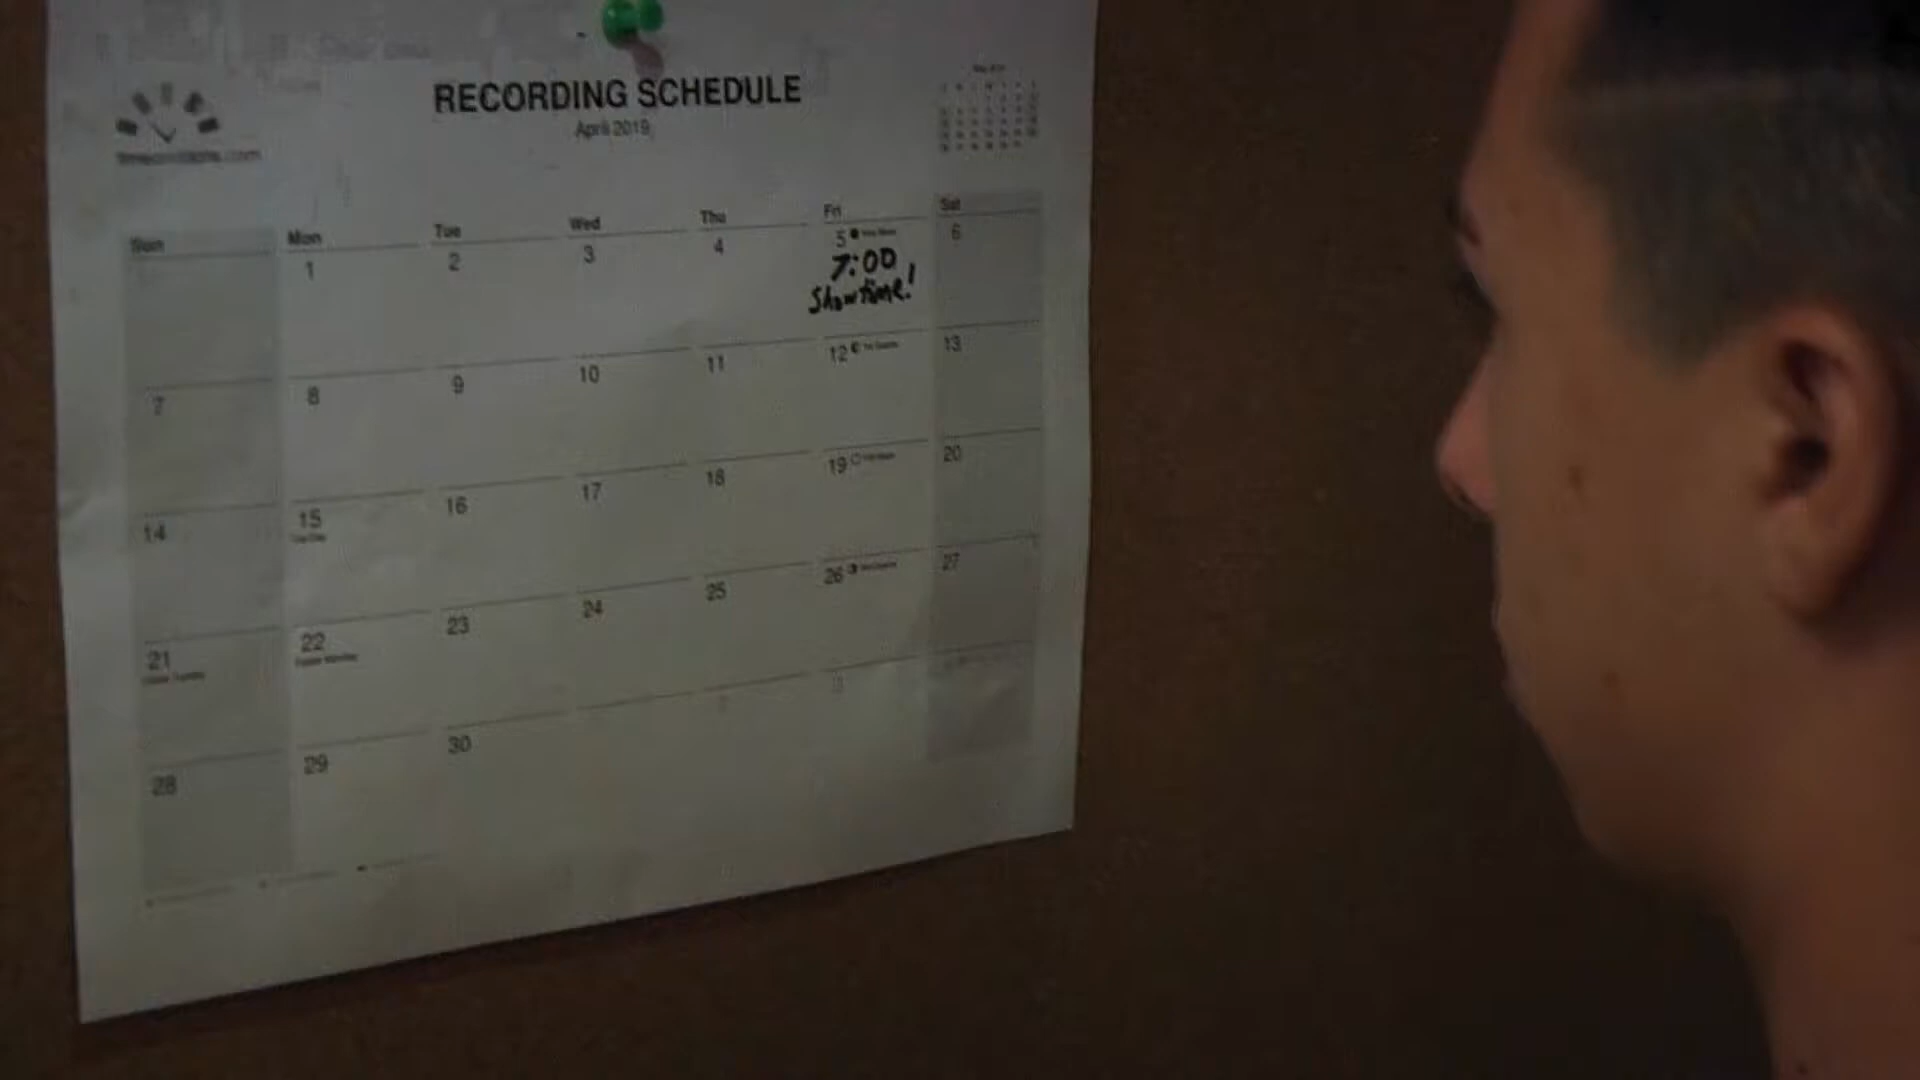 RECORDING SCHEDULE
April 2019
Sun Mon Tue Wed Thu Fri Sat
1 2 3 4 5 6
7:00
Showtime!
7 8 9 10 11 12 13
14 15 16 17 18 19 20
21 22 23 24 25 26 27
28 29 30